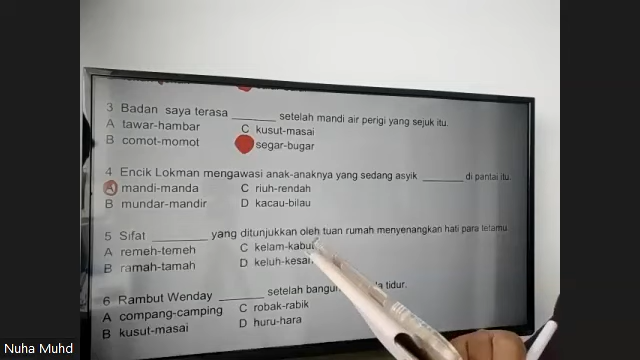 3 Badan saya terasa ________ setelah mandi air perigi yang sejuk itu.
A tawar-hambar C kusut-masai
B comot-momot segar-bugar
4 Encik Lokman mengawasi anak-anaknya yang sedang asyik ________ di pantai itu.
A mandi-manda C riuh-rendah
B mundar-mandir D kacau-bilau
5 Sifat ________ yang ditunjukkan oleh tuan rumah menyenangkan hati para tetamu.
A remeh-temeh C kelam-kabu
B ramah-tamah D keluh-kesah
6 Rambut Wenday ________ setelah bangun tidur.
A compang-camping C robak-rabik
B kusut-masai D huru-hara
Nuha Muhd